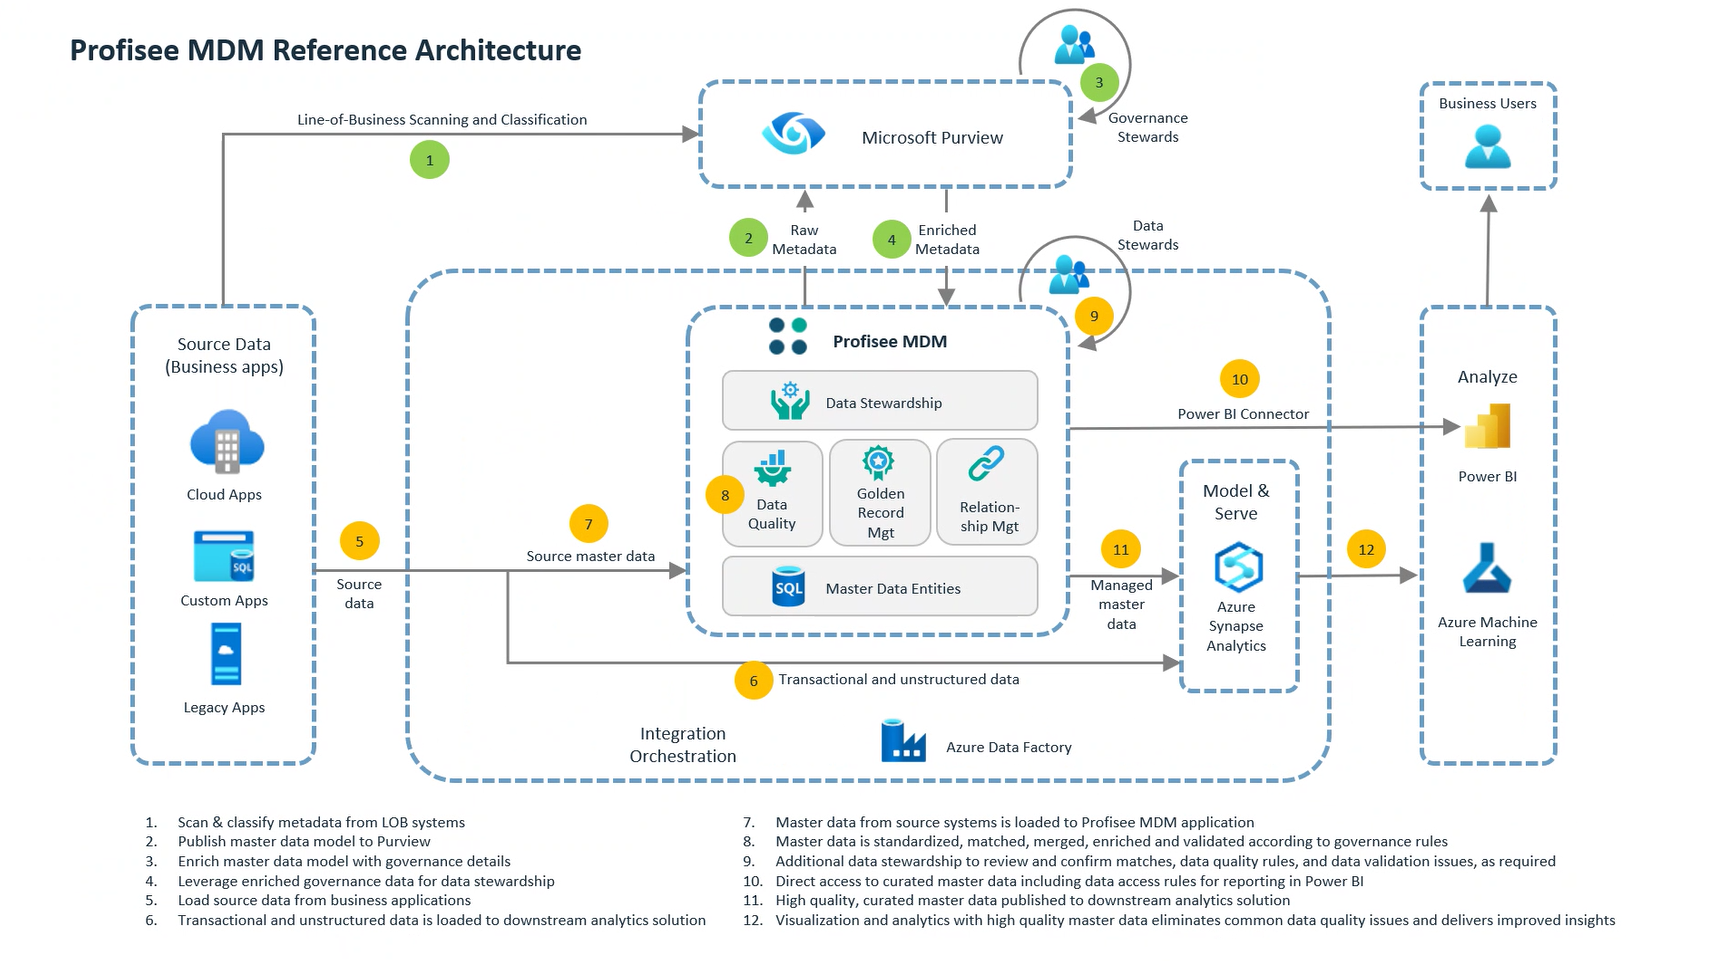 Profisee MDM Reference Architecture
3
Business Users
Line-of-Business Scanning and Classification
1
Microsoft Purview
Governance
Stewards
2
Raw
Metadata
4
Enriched
Metadata
Data
Stewards
9
Source Data
(Business apps)
Cloud Apps
SQL
Custom Apps
Legacy Apps
5
Source
data
7
Source master data
Profisee MDM
Data Stewardship
8
Data
Quality
Golden
Record
Mgt
Relation-
ship Mgt
SQL
Master Data Entities
10
Power BI Connector
11
Managed
master
data
Model &
Serve
Azure
Synapse
Analytics
12
Analyze
Power BI
Azure Machine
Learning
6
Transactional and unstructured data
Integration
Orchestration
Azure Data Factory
1. Scan & classify metadata from LOB systems
2. Publish master data model to Purview
3. Enrich master data model with governance details
4. Leverage enriched governance data for data stewardship
5. Load source data from business applications
6. Transactional and unstructured data is loaded to downstream analytics solution
7. Master data from source systems is loaded to Profisee MDM application
8. Master data is standardized, matched, merged, enriched and validated according to governance rules
9. Additional data stewardship to review and confirm matches, data quality rules, and data validation issues, as required
10. Direct access to curated master data including data access rules for reporting in Power BI
11. High quality, curated master data published to downstream analytics solution
12. Visualization and analytics with high quality master data eliminates common data quality issues and delivers improved insights